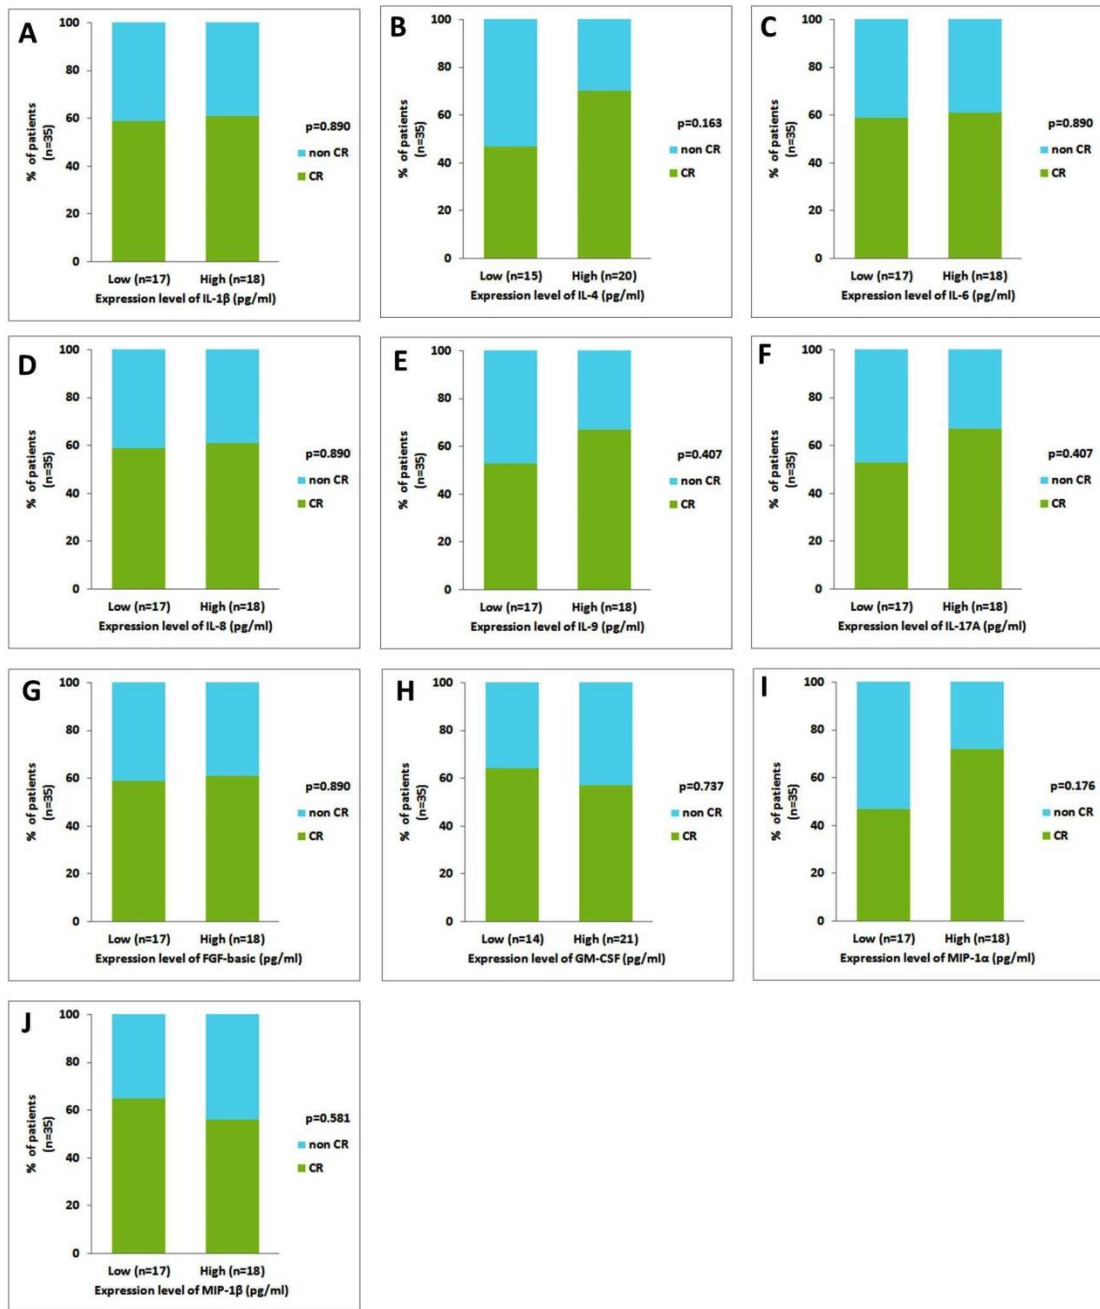 A
% of patients
(n=35)
100
80
60
40
20
0
p=0.890
non CR
CR
Low (n=17) High (n=18)
Expression level of IL-1β (pg/ml)
B
% of patients
(n=35)
100
80
60
40
20
0
p=0.163
non CR
CR
Low (n=15) High (n=20)
Expression level of IL-4 (pg/ml)
C
% of patients
(n=35)
100
80
60
40
20
0
p=0.890
non CR
CR
Low (n=17) High (n=18)
Expression level of IL-6 (pg/ml)
D
% of patients
(n=35)
100
80
60
40
20
0
p=0.890
non CR
CR
Low (n=17) High (n=18)
Expression level of IL-8 (pg/ml)
E
% of patients
(n=35)
100
80
60
40
20
0
p=0.407
non CR
CR
Low (n=17) High (n=18)
Expression level of IL-9 (pg/ml)
F
% of patients
(n=35)
100
80
60
40
20
0
p=0.407
non CR
CR
Low (n=17) High (n=18)
Expression level of IL-17A (pg/ml)
G
% of patients
(n=35)
100
80
60
40
20
0
p=0.890
non CR
CR
Low (n=17) High (n=18)
Expression level of FGF-basic (pg/ml)
H
% of patients
(n=35)
100
80
60
40
20
0
p=0.737
non CR
CR
Low (n=14) High (n=21)
Expression level of GM-CSF (pg/ml)
I
% of patients
(n=35)
100
80
60
40
20
0
p=0.176
non CR
CR
Low (n=17) High (n=18)
Expression level of MIP-1α (pg/ml)
J
% of patients
(n=35)
100
80
60
40
20
0
p=0.581
non CR
CR
Low (n=17) High (n=18)
Expression level of MIP-1β (pg/ml)